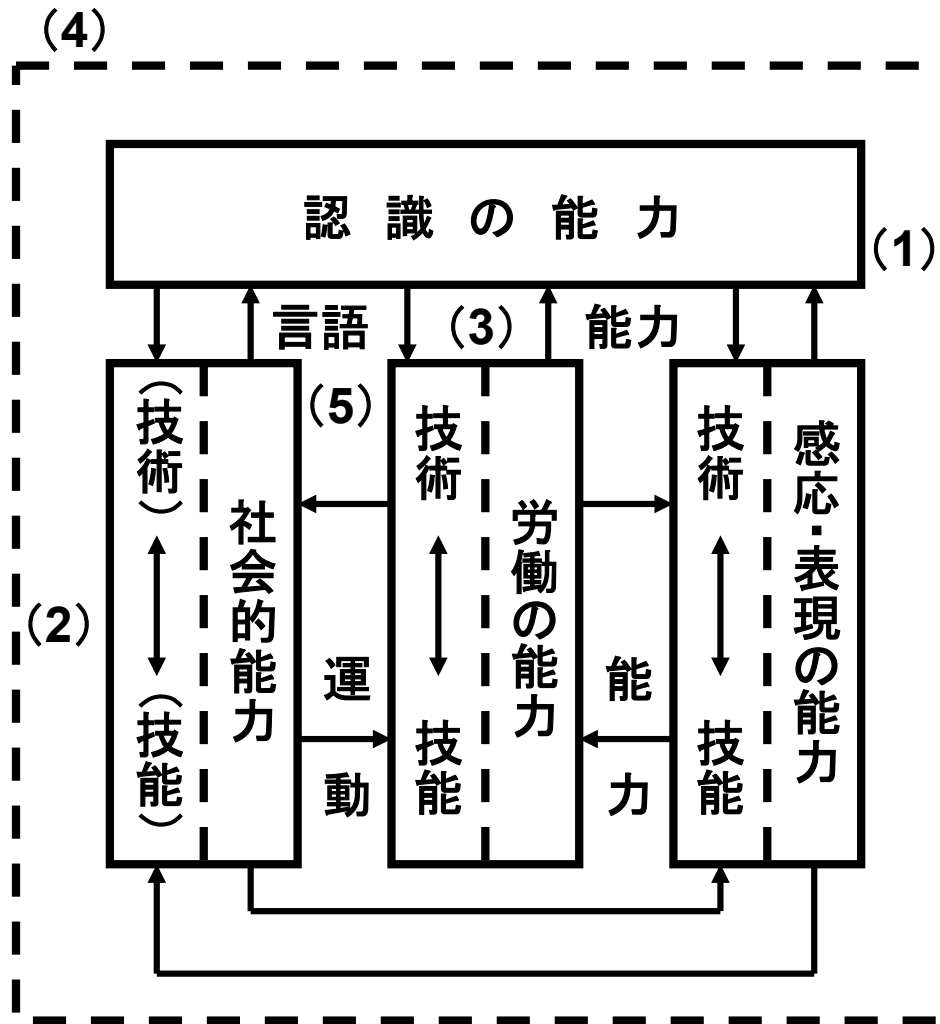 (4)
認識の能力
(1)
言語
(3)
能力
(5)
(技術)
(技能)
社会的能力
(2)
運動
技術
技能
労働の能力
能力
技術
技能
感応・表現の能力